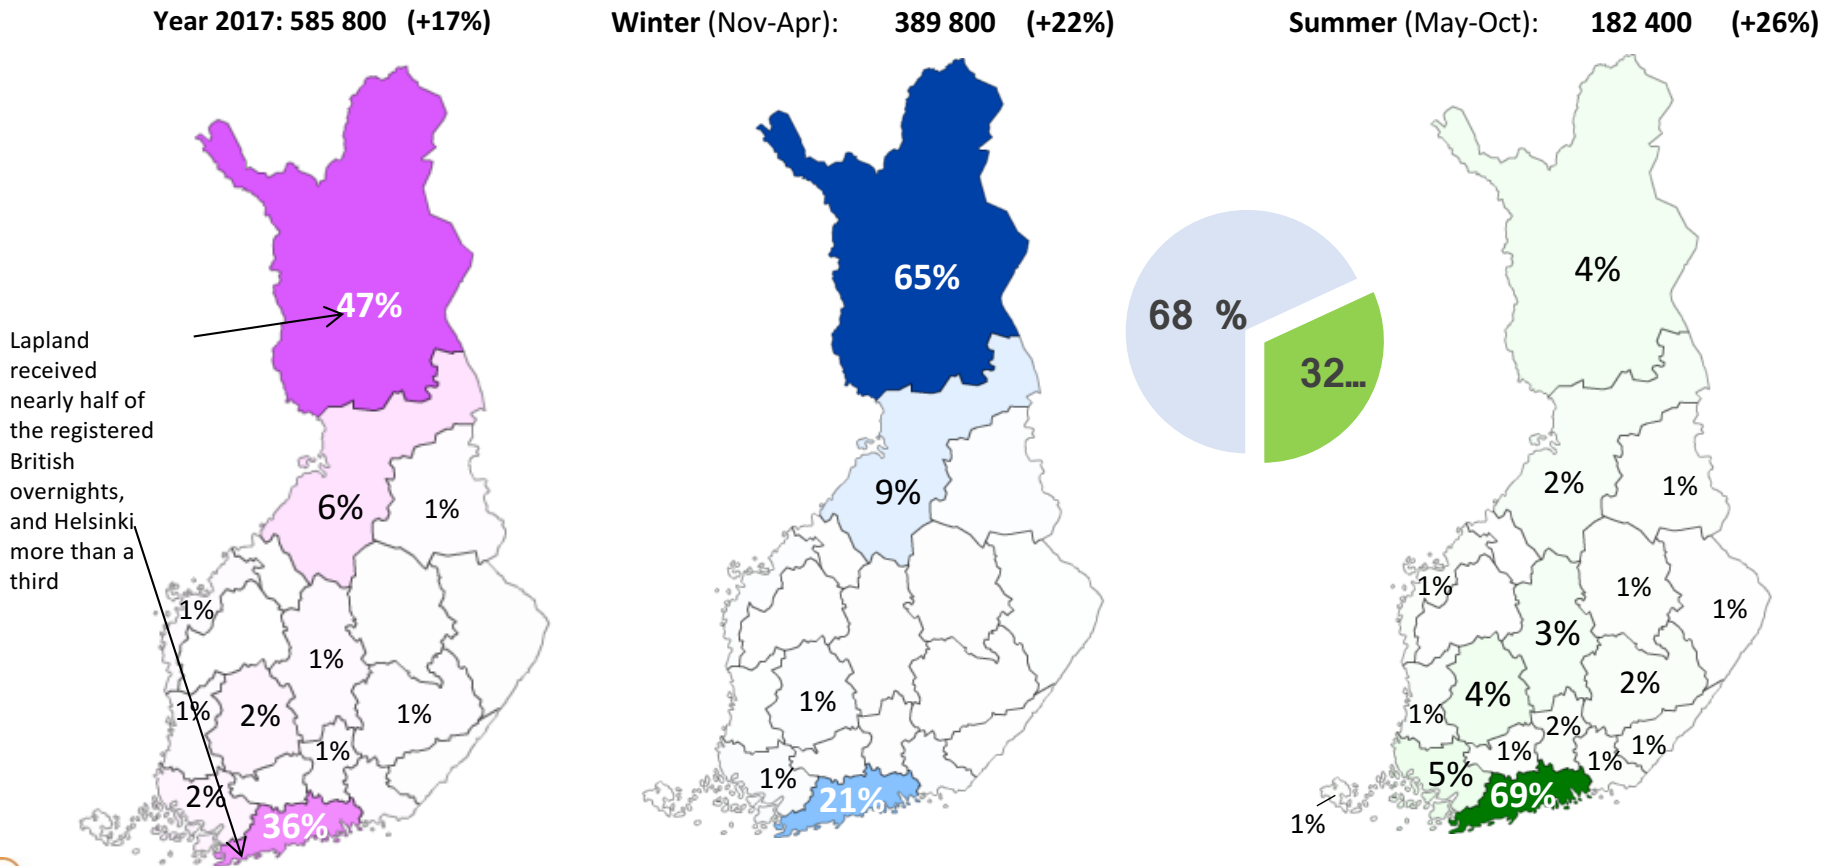 Year 2017: 585 800 (+17%)
Winter (Nov-Apr): 389 800 (+22%)
Summer (May-Oct): 182 400 (+26%)
Lapland
received
nearly half of
the registered
British
overnights,
and Helsinki
more than a
third
47%
6%
1%
1%
1%
1%
2%
1%
1%
2%
36%
65%
9%
1%
1%
21%
68 %
32...
4%
2%
1%
1%
1%
1%
3%
2%
4%
1%
2%
1%
1%
1%
5%
69%
1%